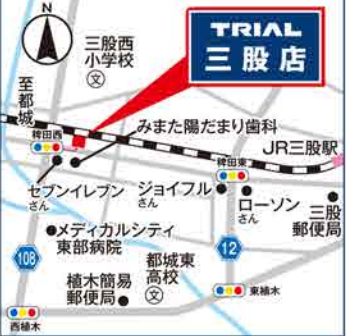 N
TRIAL
三股店
三股西
小学校
文
至都城
稗田西
みまた陽だまり歯科
JR三股駅
稗田東
セブンイレブン
さん
ジョイフル
さん
ローソン
さん
三股
郵便局
メディカルシティ
東部病院
12
108
都城東
高校
文
植木簡易
郵便局
東植木
西植木